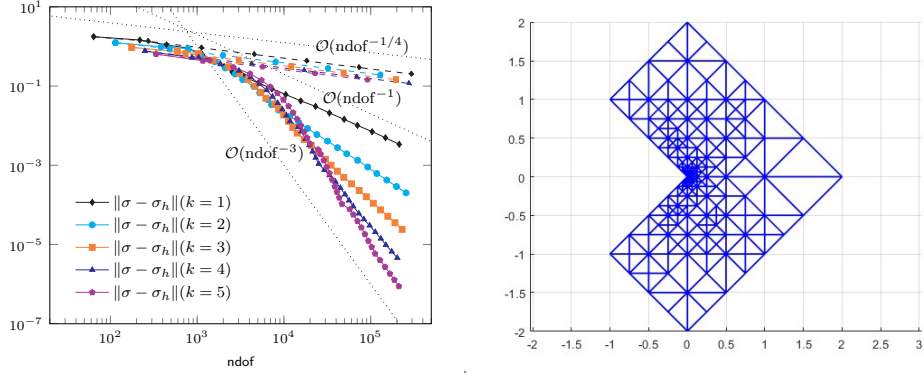 10^1
10^{-1}
10^{-3}
10^{-5}
10^{-7}
10^2
10^3
10^4
10^5
ndof
O(ndof^{-1/4})
O(ndof^{-1})
O(ndof^{-3})
∥σ − σ_h∥(k = 1)
∥σ − σ_h∥(k = 2)
∥σ − σ_h∥(k = 3)
∥σ − σ_h∥(k = 4)
∥σ − σ_h∥(k = 5)
2
1.5
1
0.5
0
-0.5
-1
-1.5
-2
-2 -1.5 -1 -0.5 0 0.5 1 1.5 2 2.5 3